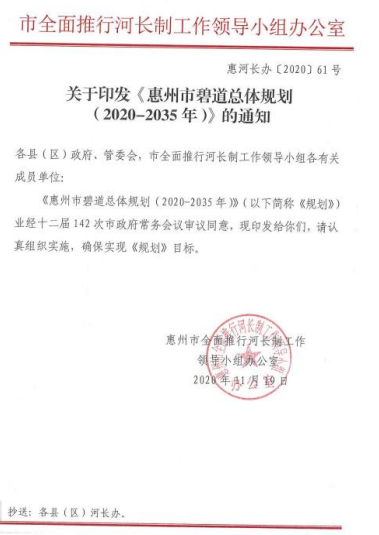 市全面推行河长制工作领导小组办公室
惠河长办〔2020〕61号
关于印发《惠州市碧道总体规划
（2020-2035年）》的通知
各县（区）政府、管委会，市全面推行河长制工作领导小组各有关
成员单位：
《惠州市碧道总体规划（2020-2035年）》（以下简称《规划》）
业经十二届142次市政府常务会议审议同意，现印发给你们，请认
真组织实施，确保实现《规划》目标。
惠州市全面推行河长制工作
领导小组办公室
2020年11月19日
抄送：各县（区）河长办。